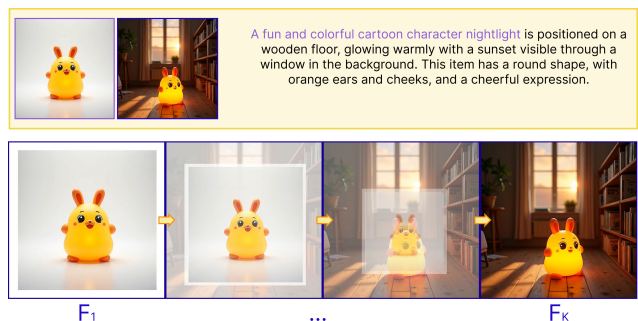 A fun and colorful cartoon character nightlight is positioned on a
wooden floor, glowing warmly with a sunset visible through a
window in the background. This item has a round shape, with
orange ears and cheeks, and a cheerful expression.
F1 ... FK